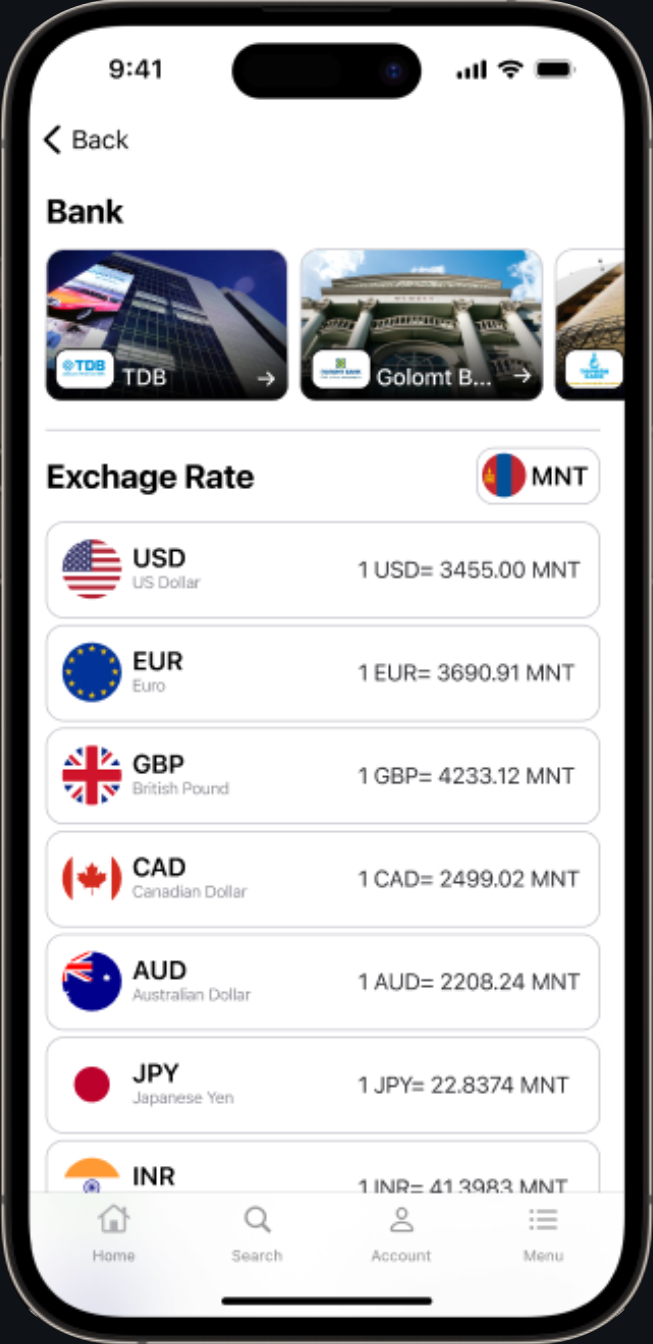 9:41
Back
Bank
TDB
TDB
Golomt B...
Exchage Rate
MNT
USD
US Dollar
1 USD= 3455.00 MNT
EUR
Euro
1 EUR= 3690.91 MNT
GBP
British Pound
1 GBP= 4233.12 MNT
CAD
Canadian Dollar
1 CAD= 2499.02 MNT
AUD
Australian Dollar
1 AUD= 2208.24 MNT
JPY
Japanese Yen
1 JPY= 22.8374 MNT
INR
1 INR= 41.3983 MNT
Home
Search
Account
Menu